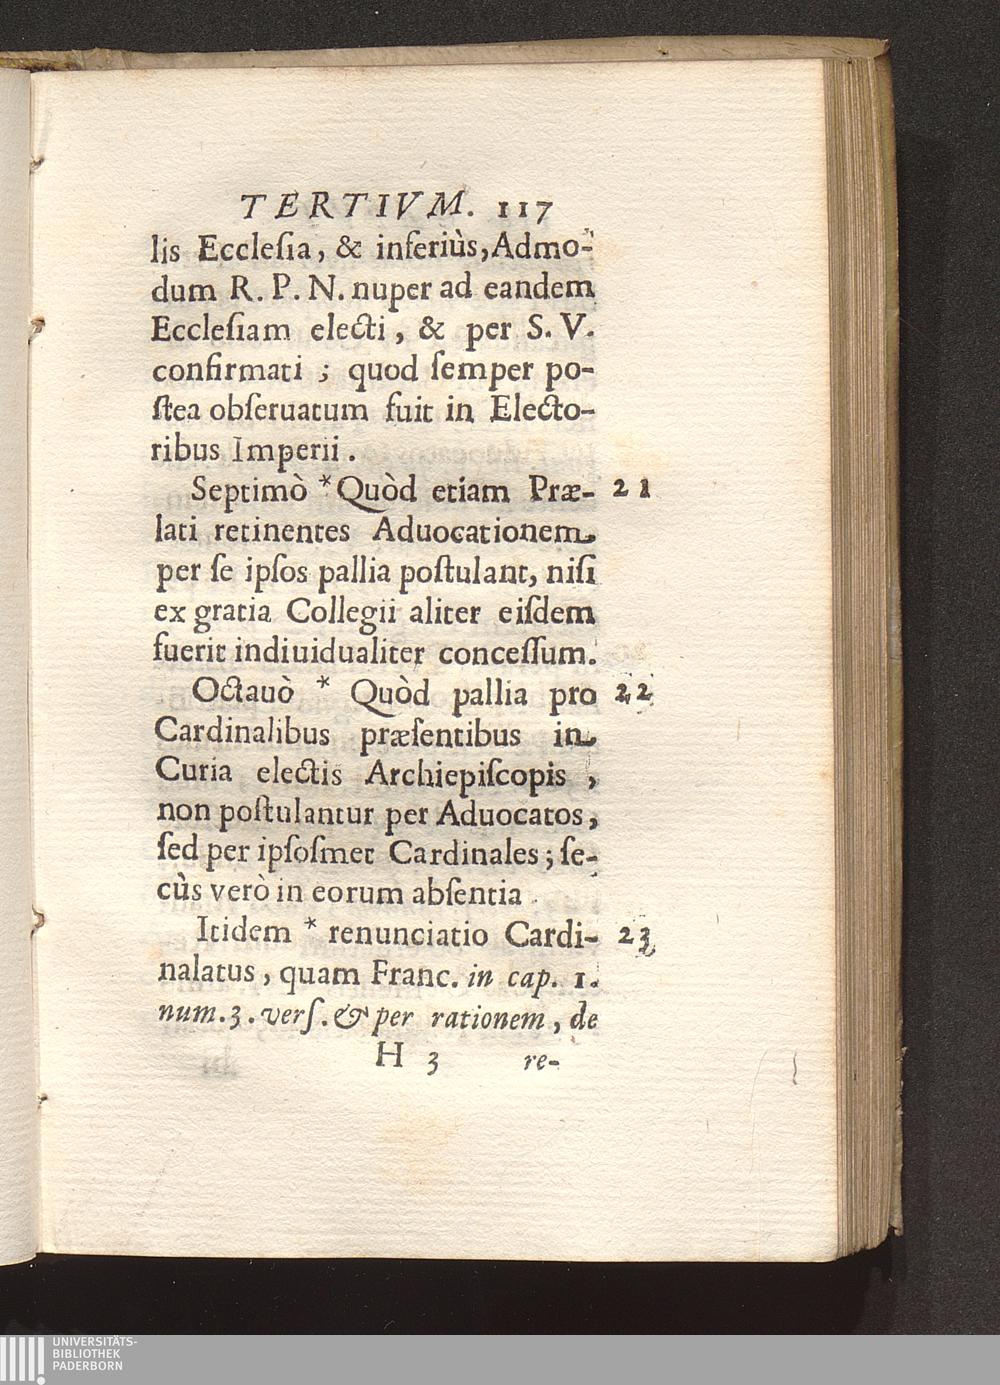 TERTIVM. 117
lis Ecclesia, & inferiùs, Admo-
dum R. P. N. nuper ad eandem
Ecclesiam electi, & per S. V.
confirmati ; quod semper po-
stea obseruatum fuit in Electo-
ribus Imperii.
Septimò * Quòd etiam Præ- 21
lati retinentes Aduocationem
per se ipsos pallia postulant, nisi
ex gratia Collegii aliter eisdem
fuerit indiuidualiter concessum.
Octauò * Quòd pallia pro 22
Cardinalibus præsentibus in
Curia electis Archiepiscopis ,
non postulantur per Aduocatos,
sed per ipsosmet Cardinales ; se-
cùs verò in eorum absentia .
Itidem * renunciatio Cardi- 23
nalatus, quam Franc. in cap. 1.
num. 3. vers. & per rationem, de
H 3 re-
UNIVERSITÄTS-
BIBLIOTHEK
PADERBORN